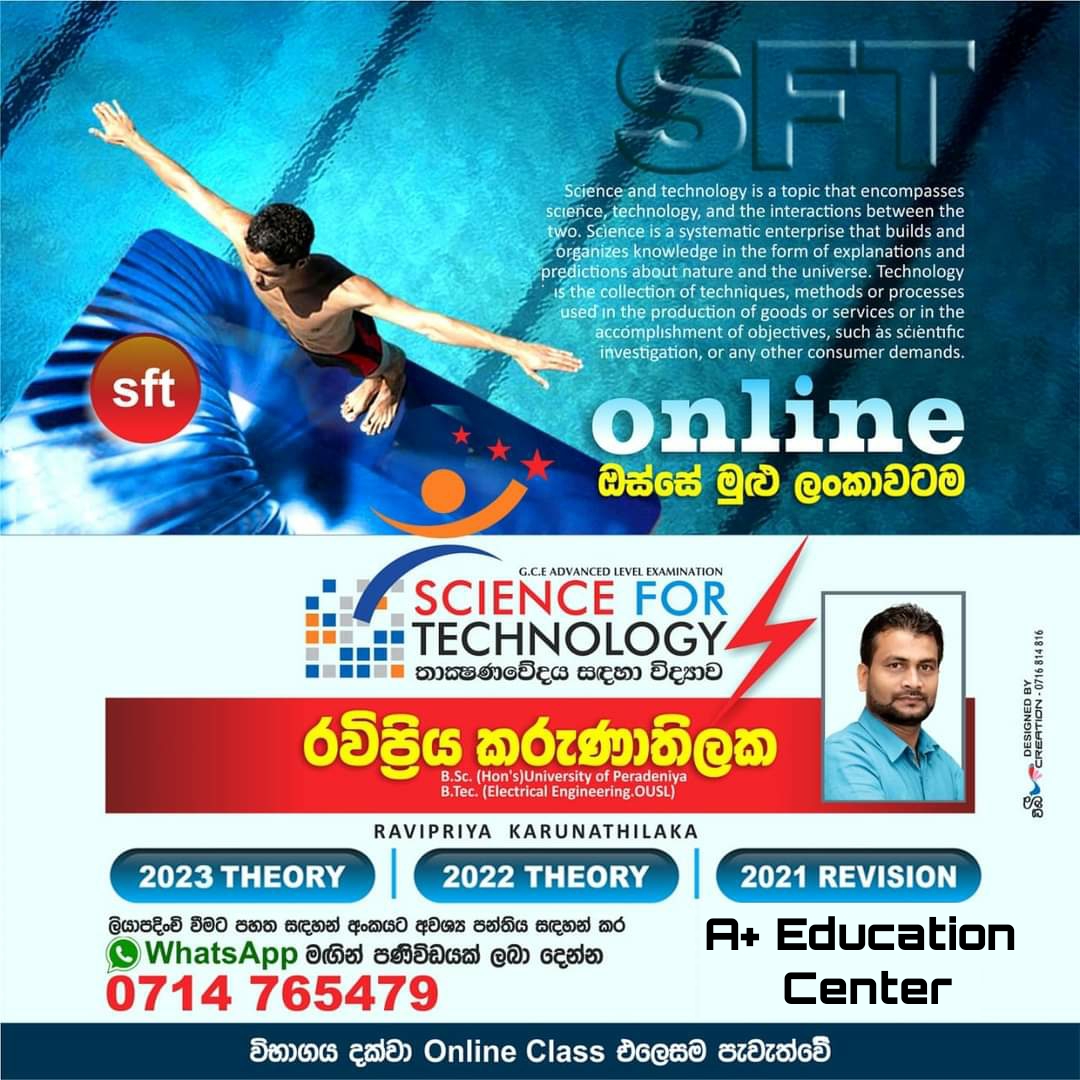 SFT
Science and technology is a topic that encompasses
science, technology, and the interactions between the
two. Science is a systematic enterprise that builds and
organizes knowledge in the form of explanations and
predictions about nature and the universe. Technology
is the collection of techniques, methods or processes
used in the production of goods or services or in the
accomplishment of objectives, such as scientific
investigation, or any other consumer demands.
sft
online
ඔස්සේ මුළු ලංකාවටම
G.C.E ADVANCED LEVEL EXAMINATION
SCIENCE FOR
TECHNOLOGY
තාක්‍ෂණවේදය සඳහා විද්‍යාව
රවිප්‍රිය කරුණාතිලක
B.Sc. (Hon's)University of Peradeniya
B.Tec. (Electrical Engineering.OUSL)
RAVIPRIYA KARUNATHILAKA
2023 THEORY
2022 THEORY
2021 REVISION
ලියාපදිංචි වීමට පහත සඳහන් අංකයට අවශ්‍ය පන්තිය සඳහන් කර
WhatsApp මඟින් පණිවිඩයක් ලබා දෙන්න
0714 765479
A+ Education
Center
විභාගය දක්වා Online Class එලෙසම පැවැත්වේ
DESIGNED BY
CREATION - 0716 814 816